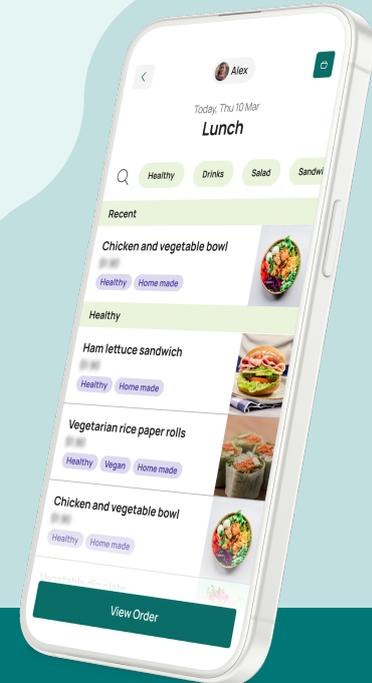 Alex
Today, Thu 10 Mar
Lunch
Healthy Drinks Salad Sandwi
Recent
Chicken and vegetable bowl
Healthy Home made
Healthy
Ham lettuce sandwich
Healthy Home made
Vegetarian rice paper rolls
Healthy Vegan Home made
Chicken and vegetable bowl
Healthy Home made
View Order